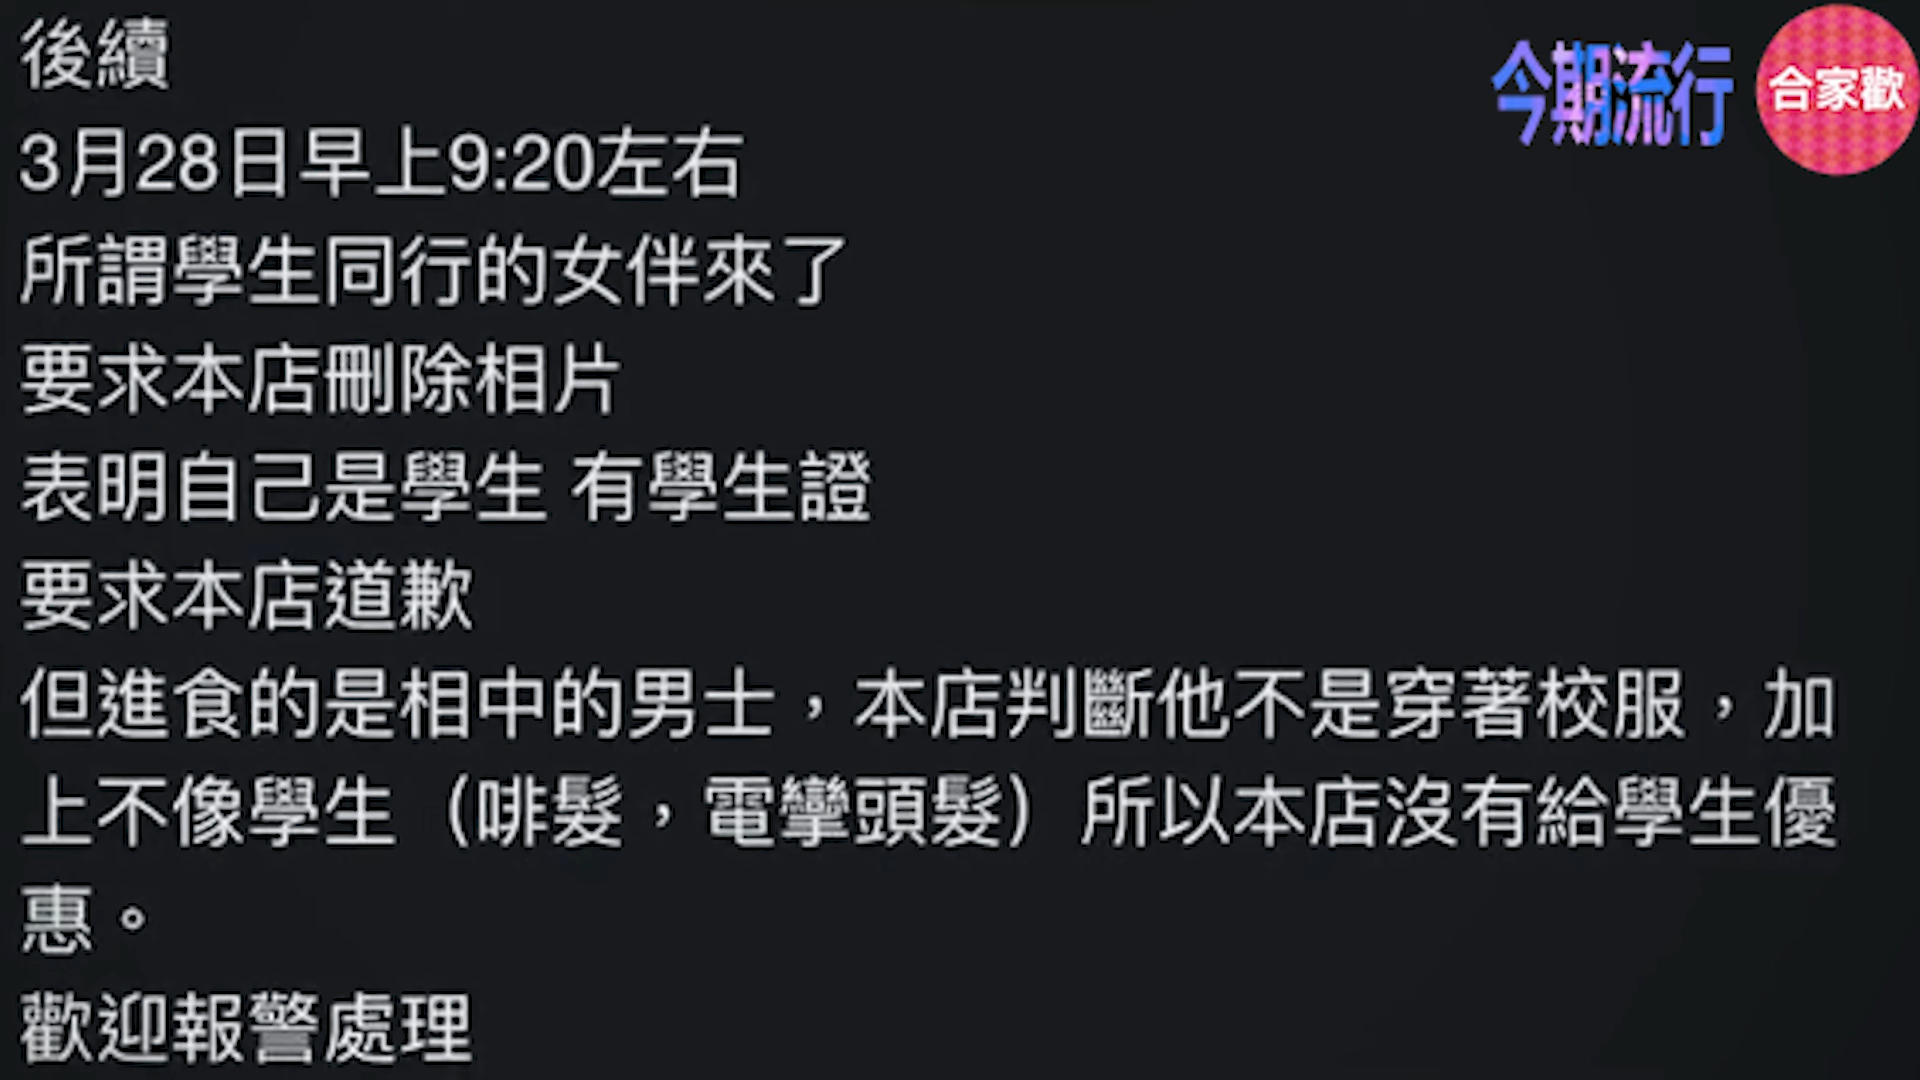 後續
3月28日早上9:20左右
所謂學生同行的女伴來了
要求本店刪除相片
表明自己是學生 有學生證
要求本店道歉
但進食的是相中的男士，本店判斷他不是穿著校服，加
上不像學生（啡髮，電攣頭髮）所以本店沒有給學生優
惠。
歡迎報警處理
今期流行
合家歡